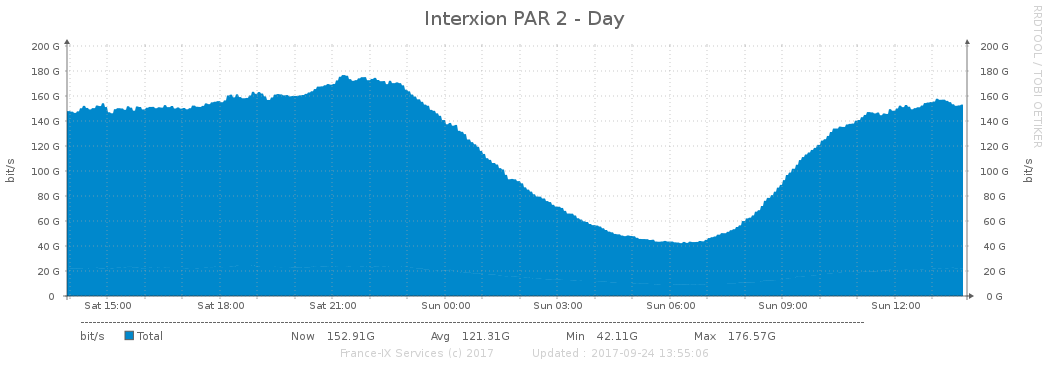 Interxion PAR 2 - Day
RRDTOOL / TOBI OETIKER
200 G 200 G
180 G 180 G
160 G 160 G
140 G 140 G
120 G 120 G
100 G 100 G
80 G 80 G
60 G 60 G
40 G 40 G
20 G 20 G
0 0 G
bit/s bit/s
Sat 15:00 Sat 18:00 Sat 21:00 Sun 00:00 Sun 03:00 Sun 06:00 Sun 09:00 Sun 12:00
bit/s Total Now 152.91G Avg 121.31G Min 42.11G Max 176.57G
France-IX Services (c) 2017 Updated : 2017-09-24 13:55:06